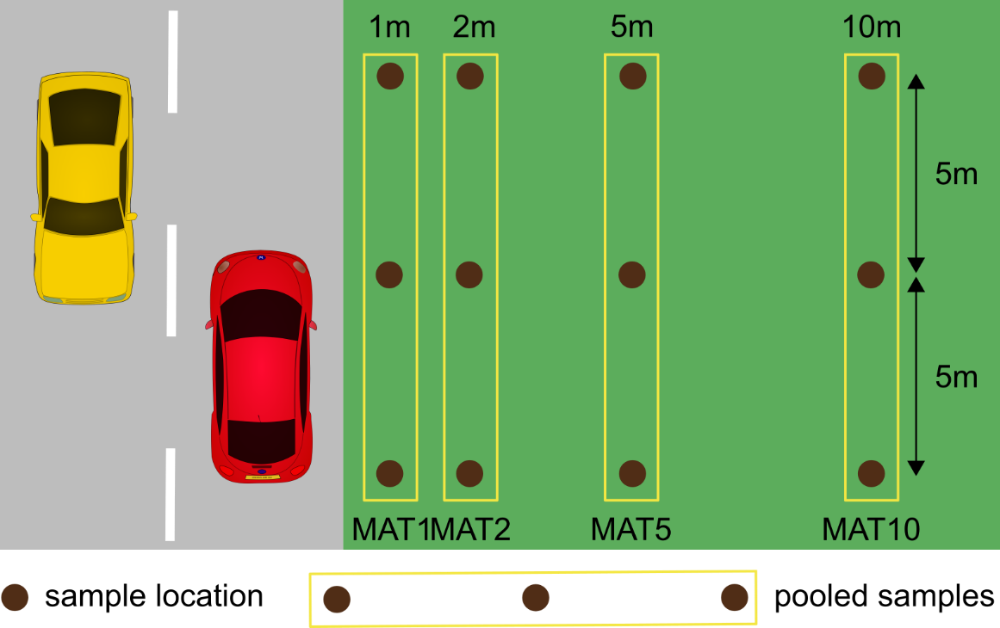 1m 2m 5m 10m
5m
5m
MAT1 MAT2 MAT5 MAT10
sample location pooled samples